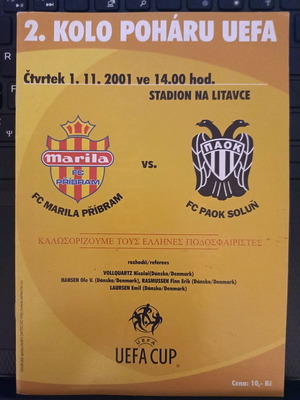 2. KOLO POHÁRU UEFA
Čtvrtek 1. 11. 2001 ve 14.00 hod.
STADION NA LITAVCE
marila
FC
PŘÍBRAM
vs.
ΠΑΟΚ
FC MARILA PŘÍBRAM
FC PAOK SOLUŇ
ΚΑΛΩΣΟΡΙΖΟΥΜΕ ΤΟΥΣ ΕΛΛΗΝΕΣ ΠΟΔΟΣΦΑΙΡΙΣΤΕΣ
rozhodčí/referees
VOLLQUARTZ Nicolai(Dánsko/Denmark)
HANSEN Ole V. (Dánsko/Denmark), RASMUSSEN Finn Erik (Dánsko/Denmark)
LAURSEN Emil (Dánsko/Denmark)
UEFA
UEFA CUP
Cena: 10,- Kč